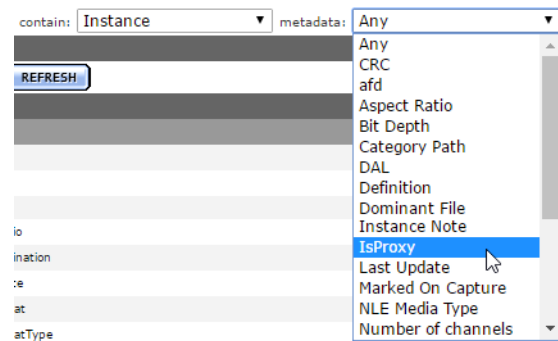 contain: Instance metadata: Any
Any
CRC
REFRESH
afd
Aspect Ratio
Bit Depth
Category Path
DAL
Definition
Dominant File
Instance Note
io
IsProxy
ination
Last Update
te
Marked On Capture
at
NLE Media Type
atType
Number of channels